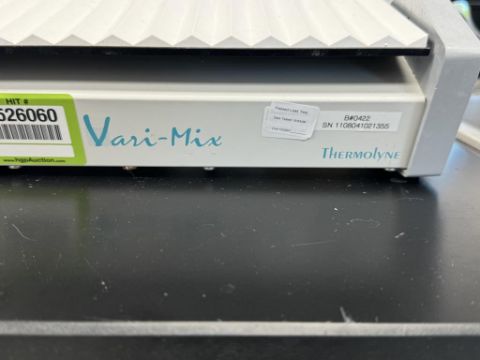 HIT #
526060
www.hgpAuction.com
Vari-Mix
B#0422
SN 1108041021355
THERMOLYNE